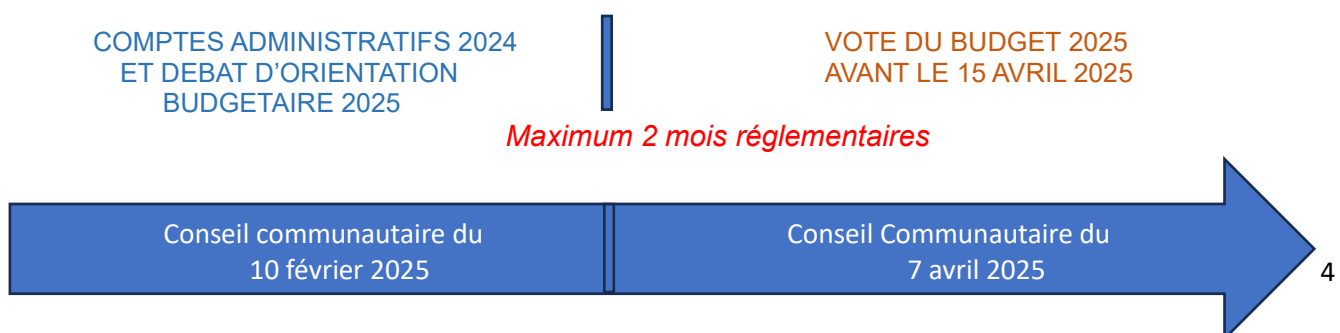 COMPTES ADMINISTRATIFS 2024
ET DEBAT D’ORIENTATION
BUDGETAIRE 2025
VOTE DU BUDGET 2025
AVANT LE 15 AVRIL 2025
Maximum 2 mois réglementaires
Conseil communautaire du
10 février 2025
Conseil Communautaire du
7 avril 2025
4